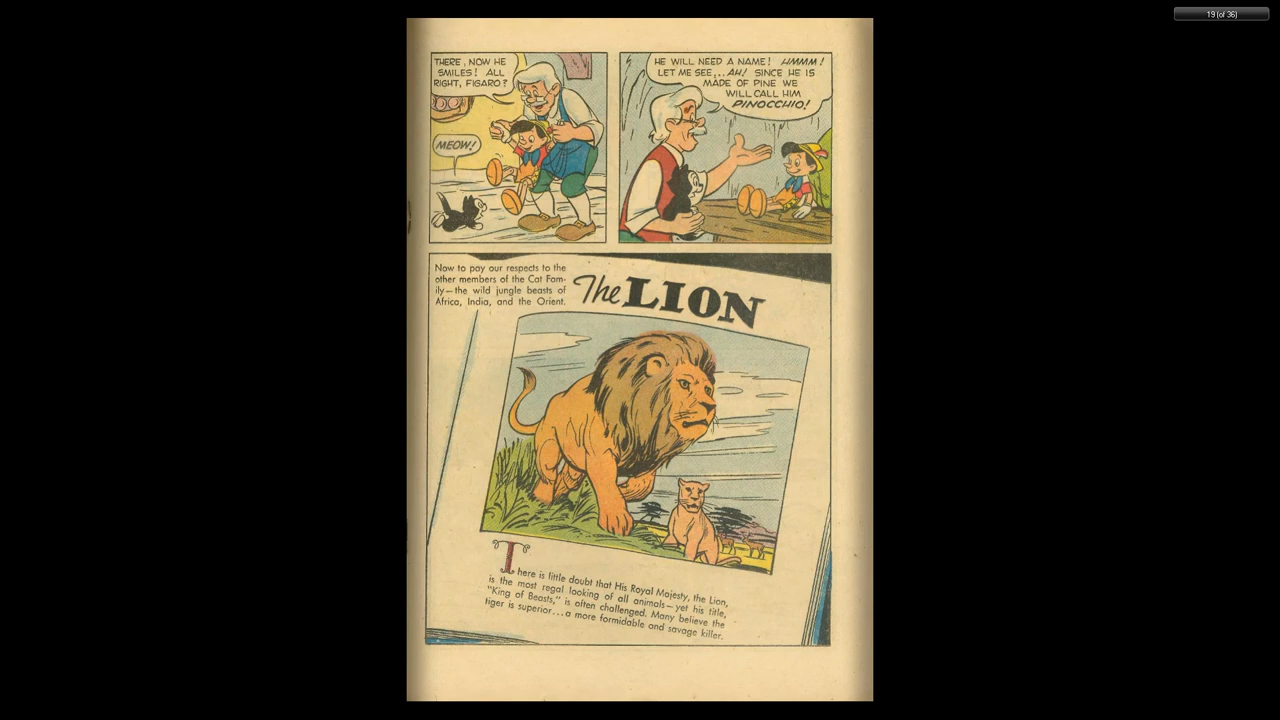 19 (of 36)
THERE, NOW HE
SMILES! ALL
RIGHT, FIGARO?
MEOW!
HE WILL NEED A NAME! HMMM!
LET ME SEE,..AH! SINCE HE IS
MADE OF PINE WE
WILL CALL HIM
PINOCCHIO!
Now to pay our respects to the
other members of the Cat Fam-
ily—the wild jungle beasts of
Africa, India, and the Orient.
The LION
There is little doubt that His Royal Majesty, the Lion,
is the most regal looking of all animals—yet his title,
"King of Beasts," is often challenged. Many believe the
tiger is superior...a more formidable and savage killer.